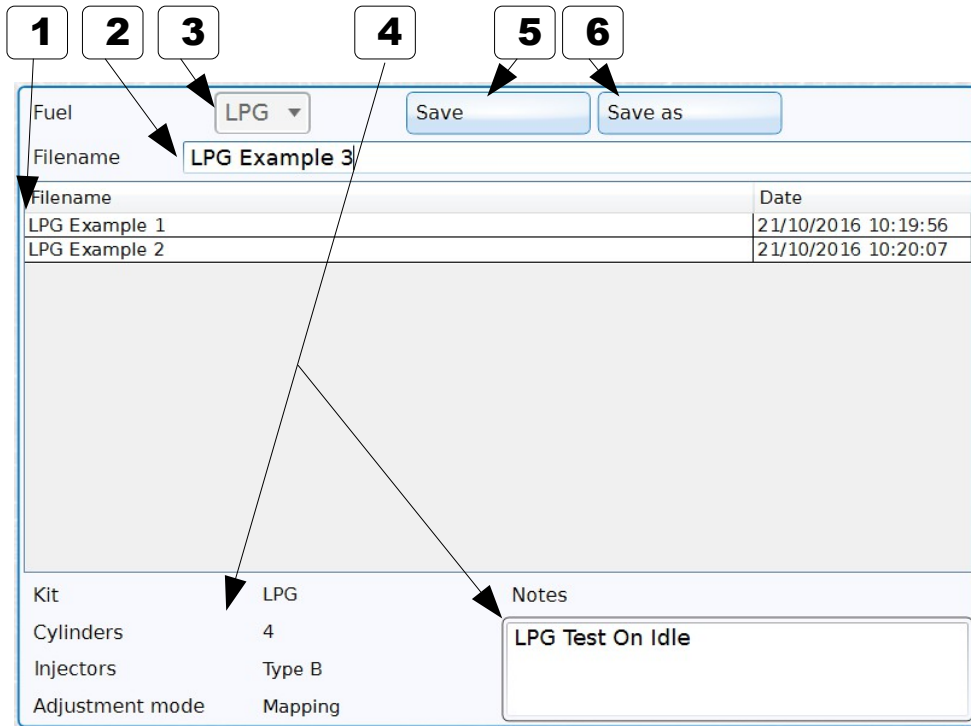 1 2 3 4 5 6
Fuel LPG Save Save as
Filename LPG Example 3
Filename Date
LPG Example 1 21/10/2016 10:19:56
LPG Example 2 21/10/2016 10:20:07
Kit LPG Notes
Cylinders 4 LPG Test On Idle
Injectors Type B
Adjustment mode Mapping